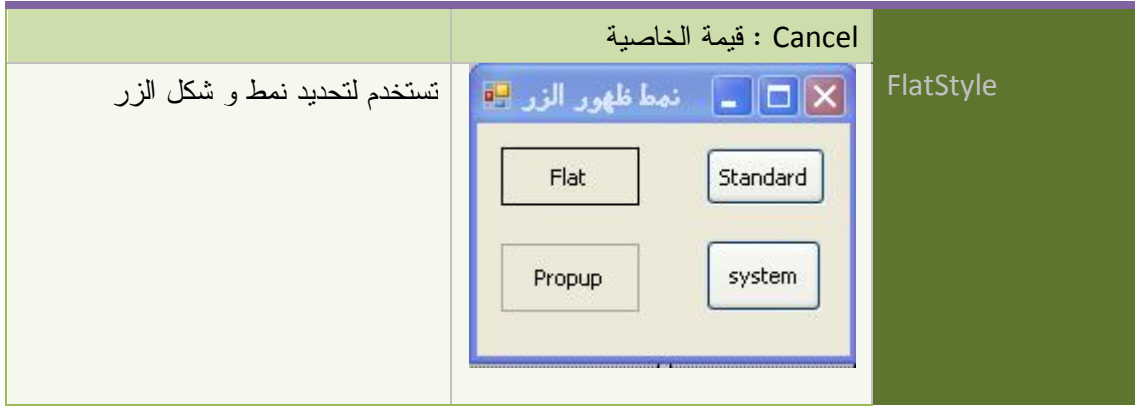 قيمة الخاصية : Cancel
FlatStyle
نمط ظهور الزر
Standard
Flat
system
Propup
تستخدم لتحديد نمط و شكل الزر